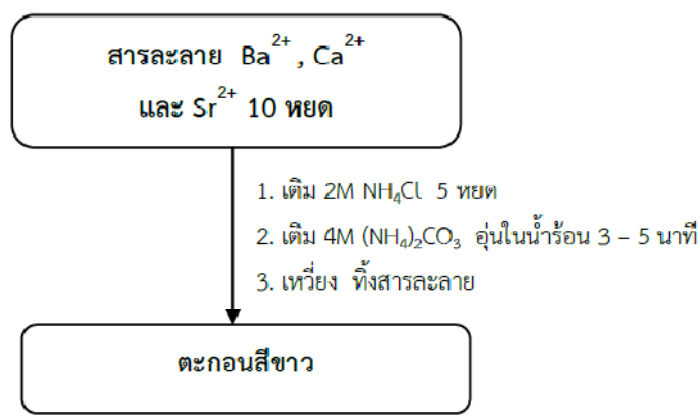 สารละลาย Ba²⁺ , Ca²⁺
และ Sr²⁺ 10 หยด
1. เติม 2M NH₄Cl 5 หยด
2. เติม 4M (NH₄)₂CO₃ อุ่นในน้ำร้อน 3 – 5 นาที
3. เหวี่ยง ทิ้งสารละลาย
ตะกอนสีขาว